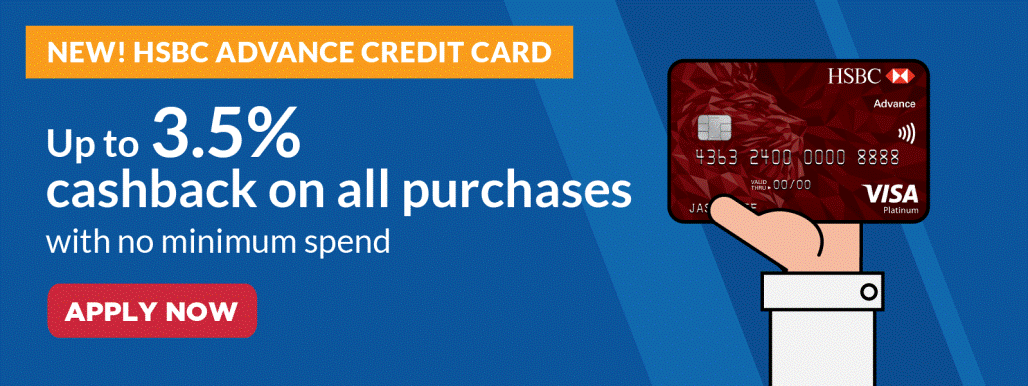 NEW! HSBC ADVANCE CREDIT CARD
Up to 3.5%
cashback on all purchases
with no minimum spend
APPLY NOW
HSBC
Advance
4363 2400 0000 8888
VALID
THRU 00/00
VISA
Platinum